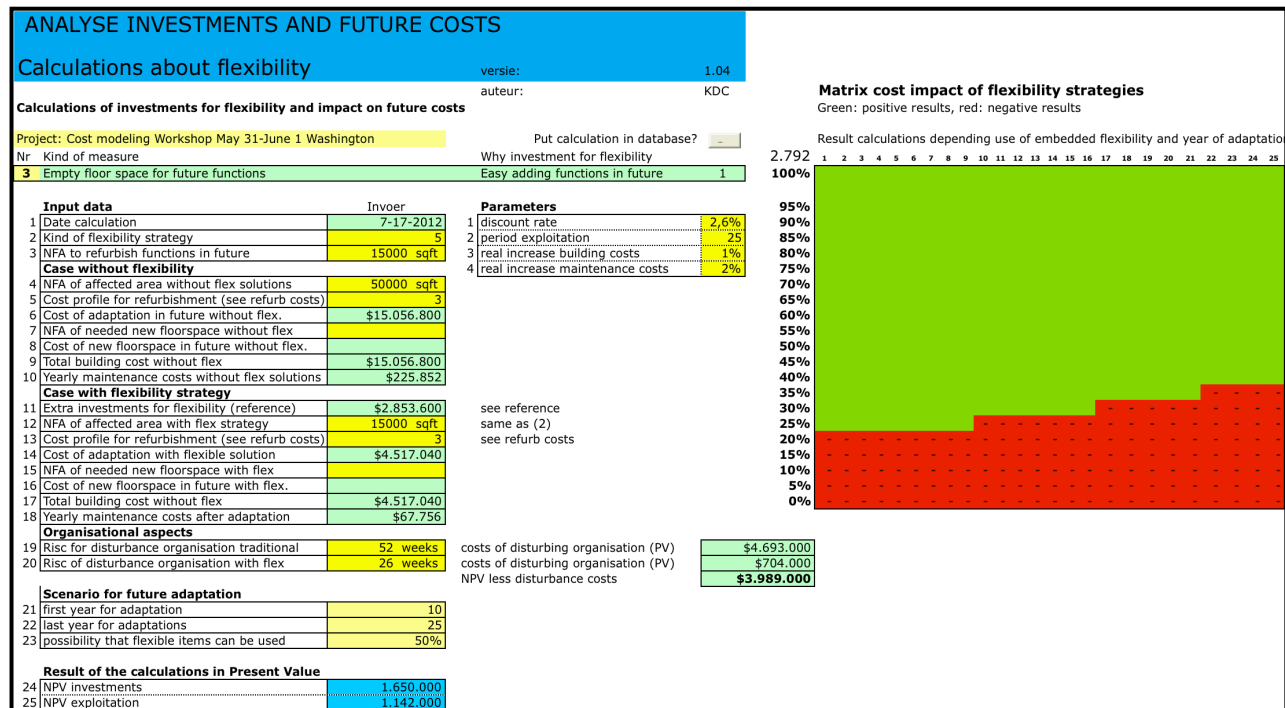 ANALYSE INVESTMENTS AND FUTURE COSTS
Calculations about flexibility versie: 1.04
auteur: KDC
Calculations of investments for flexibility and impact on future costs
Project: Cost modeling Workshop May 31-June 1 Washington Put calculation in database?
Nr Kind of measure Why investment for flexibility
3 Empty floor space for future functions Easy adding functions in future 1
Input data Invoer
1 Date calculation 7-17-2012
2 Kind of flexibility strategy 5
3 NFA to refurbish functions in future 15000 sqft
Case without flexibility
4 NFA of affected area without flex solutions 50000 sqft
5 Cost profile for refurbishment (see refurb costs) 3
6 Cost of adaptation in future without flex. $15.056.800
7 NFA of needed new floorspace without flex
8 Cost of new floorspace in future without flex.
9 Total building cost without flex $15.056.800
10 Yearly maintenance costs without flex solutions $225.852
Case with flexibility strategy
11 Extra investments for flexibility (reference) $2.853.600 see reference
12 NFA of affected area with flex strategy 15000 sqft same as (2)
13 Cost profile for refurbishment (see refurb costs) 3 see refurb costs
14 Cost of adaptation with flexible solution $4.517.040
15 NFA of needed new floorspace with flex
16 Cost of new floorspace in future with flex.
17 Total building cost without flex $4.517.040
18 Yearly maintenance costs after adaptation $67.756
Organisational aspects
19 Risc for disturbance organisation traditional 52 weeks costs of disturbing organisation (PV) $4.693.000
20 Risc of disturbance organisation with flex 26 weeks costs of disturbing organisation (PV) $704.000
NPV less disturbance costs $3.989.000
Scenario for future adaptation
21 first year for adaptation 10
22 last year for adaptations 25
23 possibility that flexible items can be used 50%
Result of the calculations in Present Value
24 NPV investments 1.650.000
25 NPV exploitation 1.142.000
Parameters
1 discount rate 2,6%
2 period exploitation 25
3 real increase building costs 1%
4 real increase maintenance costs 2%
Matrix cost impact of flexibility strategies
Green: positive results, red: negative results
Result calculations depending use of embedded flexibility and year of adaptation
2.792 1 2 3 4 5 6 7 8 9 10 11 12 13 14 15 16 17 18 19 20 21 22 23 24 25
100%
95%
90%
85%
80%
75%
70%
65%
60%
55%
50%
45%
40%
35%
30%
25%
20%
15%
10%
5%
0%